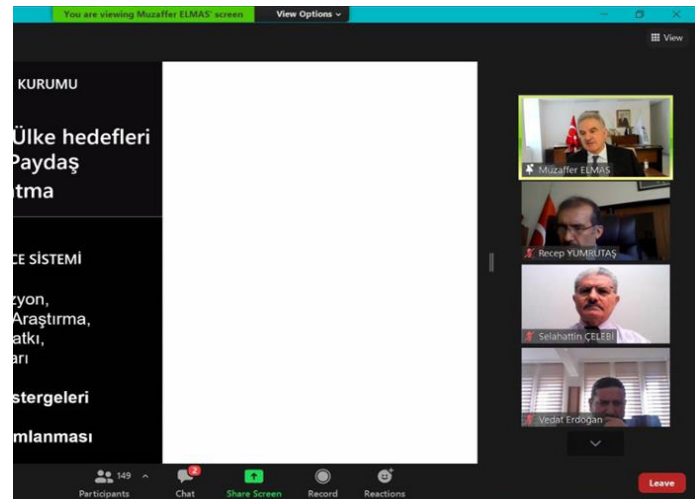 You are viewing Muzaffer ELMAS' screen
View Options
View
KURUMU
Ülke hedefleri
Paydaş
tma
CE SİSTEMİ
zyon,
Araştırma,
atkı,
arı
stergeleri
mlanması
Muzaffer ELMAS
Recep YUMRUTAŞ
Selahattin ÇELEBİ
Vedat Erdoğan
149
2
Participants
Chat
Share Screen
Record
Reactions
Leave